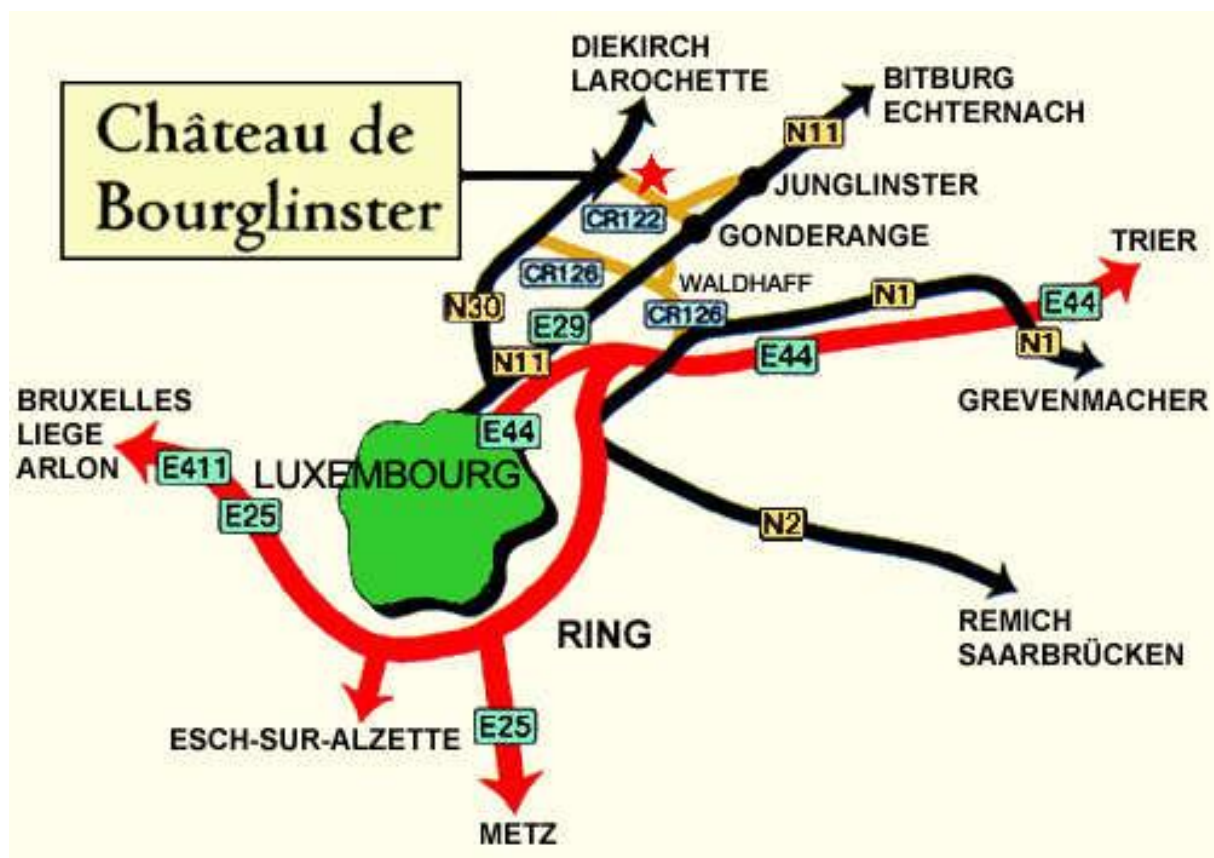 DIEKIRCH
LAROCHETTE
BITBURG
ECHTERNACH
Château de
Bourglinster
N11
JUNGLINSTER
CR122
GONDERANGE
TRIER
CR126
WALDHAFF
N30
CR126
N1
E44
E29
N11
E44
N1
BRUXELLES
LIEGE
ARLON
GREVENMACHER
E44
E411
LUXEMBOURG
E25
N2
RING
REMICH
SAARBRÜCKEN
ESCH-SUR-ALZETTE
E25
METZ